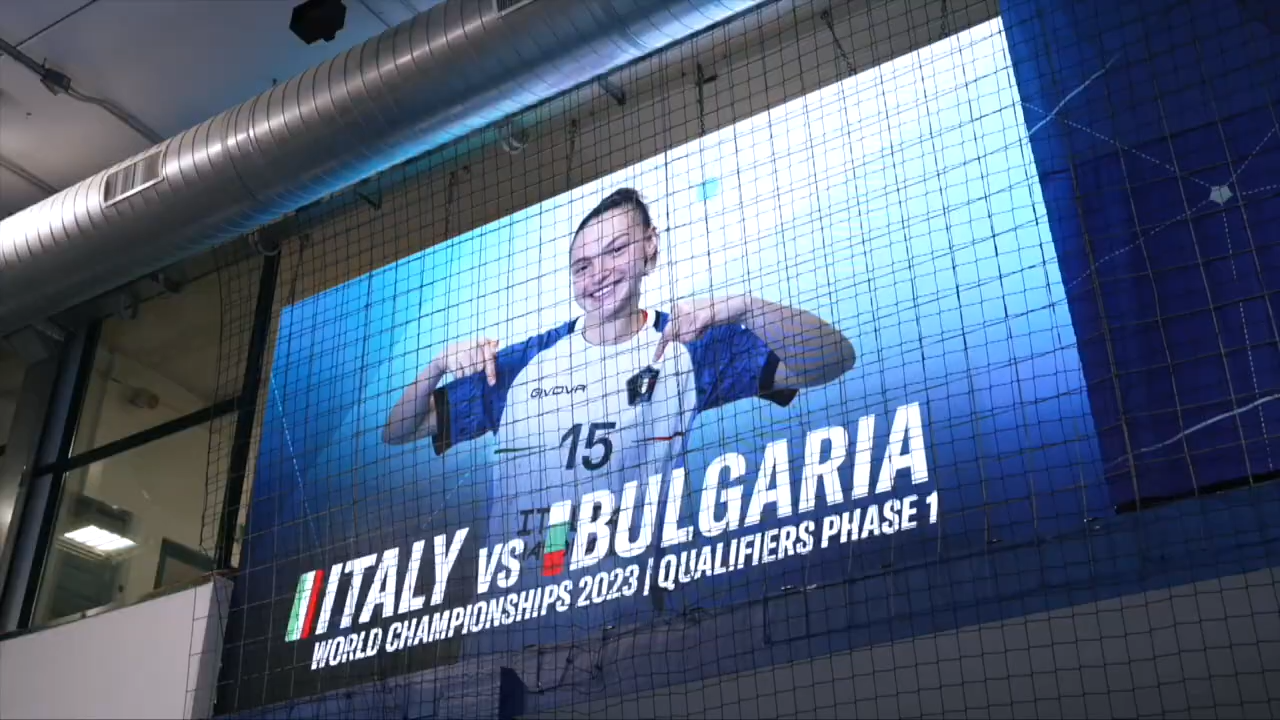 GIVOVA
15
ITALY VS BULGARIA
WORLD CHAMPIONSHIPS 2023 | QUALIFIERS PHASE 1